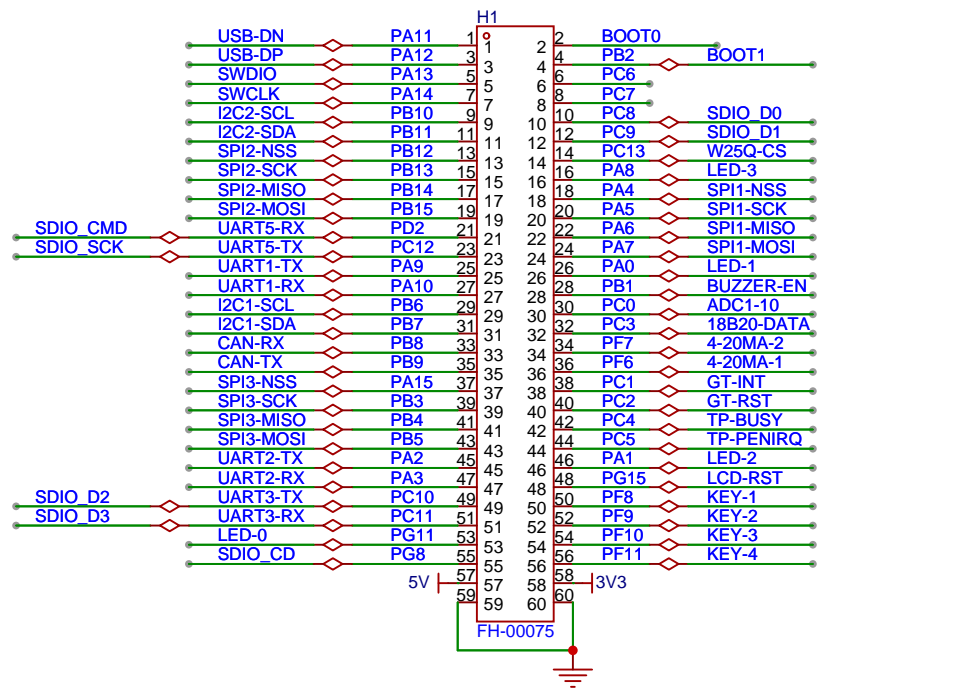 H1
USB-DN PA11 1 1 2 2 BOOT0
USB-DP PA12 3 3 4 4 PB2 BOOT1
SWDIO PA13 5 5 6 6 PC6
SWCLK PA14 7 7 8 8 PC7
I2C2-SCL PB10 9 9 10 10 PC8 SDIO_D0
I2C2-SDA PB11 11 11 12 12 PC9 SDIO_D1
SPI2-NSS PB12 13 13 14 14 PC13 W25Q-CS
SPI2-SCK PB13 15 15 16 16 PA8 LED-3
SPI2-MISO PB14 17 17 18 18 PA4 SPI1-NSS
SPI2-MOSI PB15 19 19 20 20 PA5 SPI1-SCK
SDIO_CMD UART5-RX PD2 21 21 22 22 PA6 SPI1-MISO
SDIO_SCK UART5-TX PC12 23 23 24 24 PA7 SPI1-MOSI
UART1-TX PA9 25 25 26 26 PA0 LED-1
UART1-RX PA10 27 27 28 28 PB1 BUZZER-EN
I2C1-SCL PB6 29 29 30 30 PC0 ADC1-10
I2C1-SDA PB7 31 31 32 32 PC3 18B20-DATA
CAN-RX PB8 33 33 34 34 PF7 4-20MA-2
CAN-TX PB9 35 35 36 36 PF6 4-20MA-1
SPI3-NSS PA15 37 37 38 38 PC1 GT-INT
SPI3-SCK PB3 39 39 40 40 PC2 GT-RST
SPI3-MISO PB4 41 41 42 42 PC4 TP-BUSY
SPI3-MOSI PB5 43 43 44 44 PC5 TP-PENIRQ
UART2-TX PA2 45 45 46 46 PA1 LED-2
UART2-RX PA3 47 47 48 48 PG15 LCD-RST
SDIO_D2 UART3-TX PC10 49 49 50 50 PF8 KEY-1
SDIO_D3 UART3-RX PC11 51 51 52 52 PF9 KEY-2
LED-0 PG11 53 53 54 54 PF10 KEY-3
SDIO_CD PG8 55 55 56 56 PF11 KEY-4
5V 57 57 58 58 3V3
59 59 60 60
FH-00075